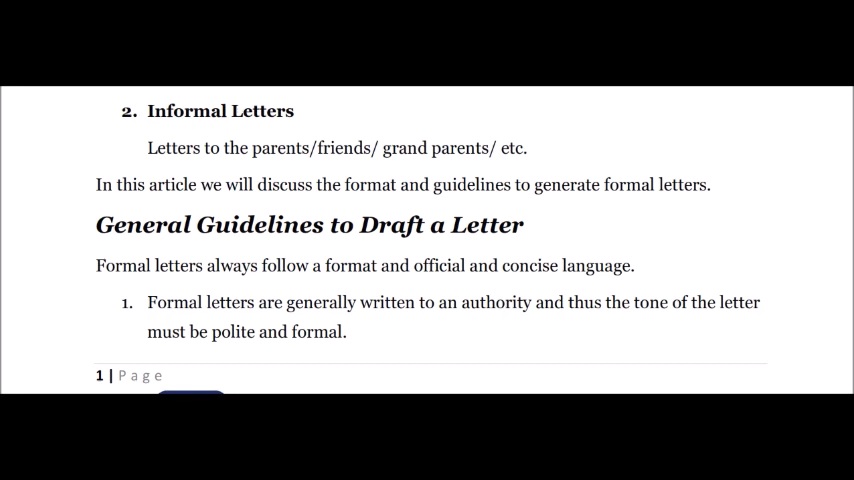 2. Informal Letters
Letters to the parents/friends/ grand parents/ etc.
In this article we will discuss the format and guidelines to generate formal letters.
General Guidelines to Draft a Letter
Formal letters always follow a format and official and concise language.
1. Formal letters are generally written to an authority and thus the tone of the letter
must be polite and formal.
1 | Page